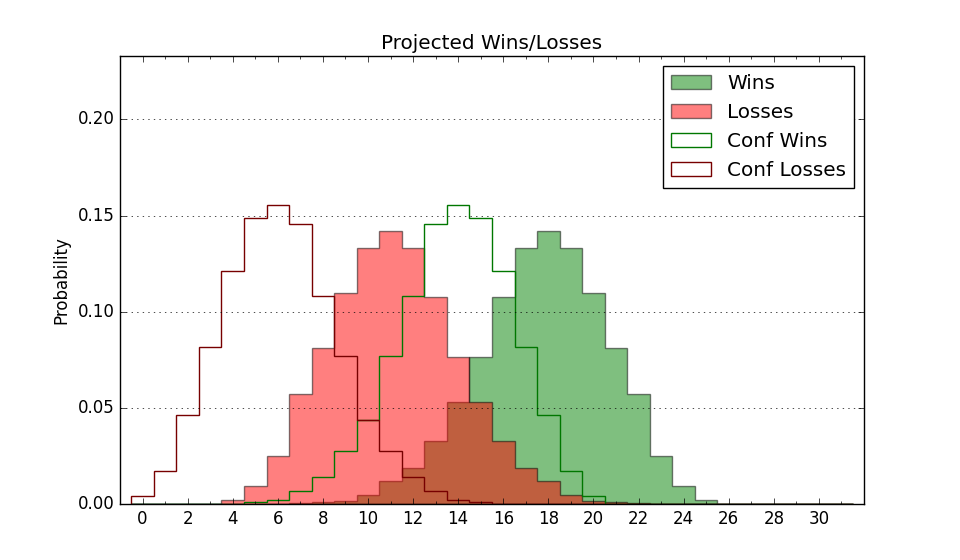 Projected Wins/Losses
Wins
Losses
Conf Wins
Conf Losses
Probability
0.20
0.15
0.10
0.05
0.00
0 2 4 6 8 10 12 14 16 18 20 22 24 26 28 30